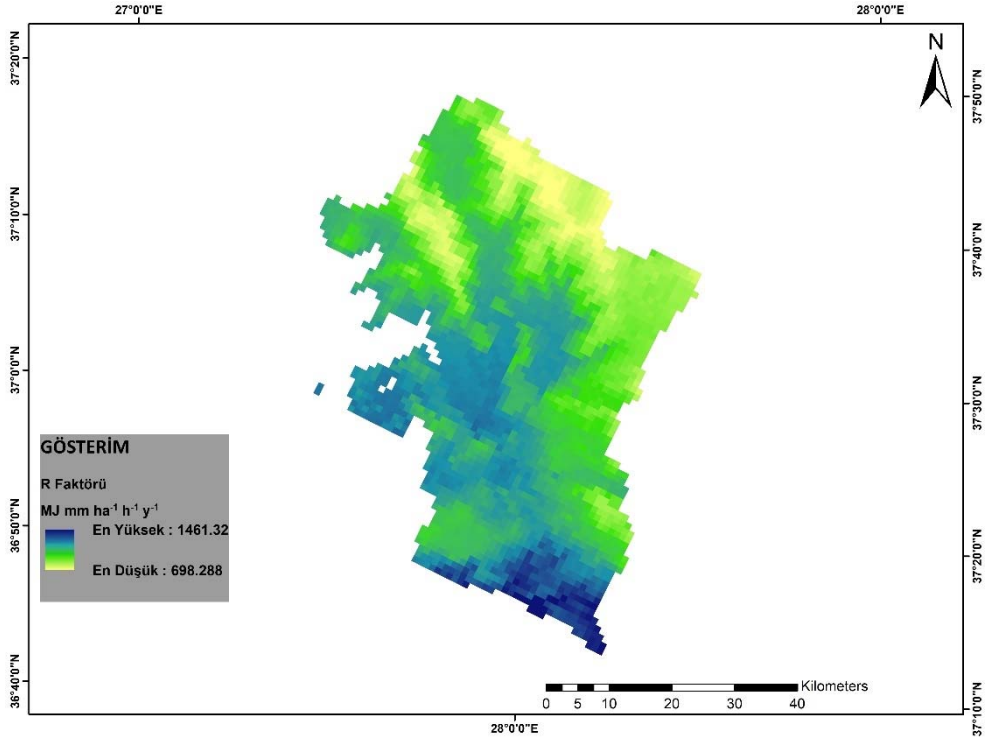 27°0'0"E
28°0'0"E
N
37°20'0"N
37°10'0"N
37°0'0"N
36°50'0"N
36°40'0"N
37°50'0"N
37°40'0"N
37°30'0"N
37°20'0"N
37°10'0"N
GÖSTERİM
R Faktörü
MJ mm ha⁻¹ h⁻¹ y⁻¹
En Yüksek : 1461.32
En Düşük : 698.288
Kilometers
0 5 10 20 30 40
28°0'0"E